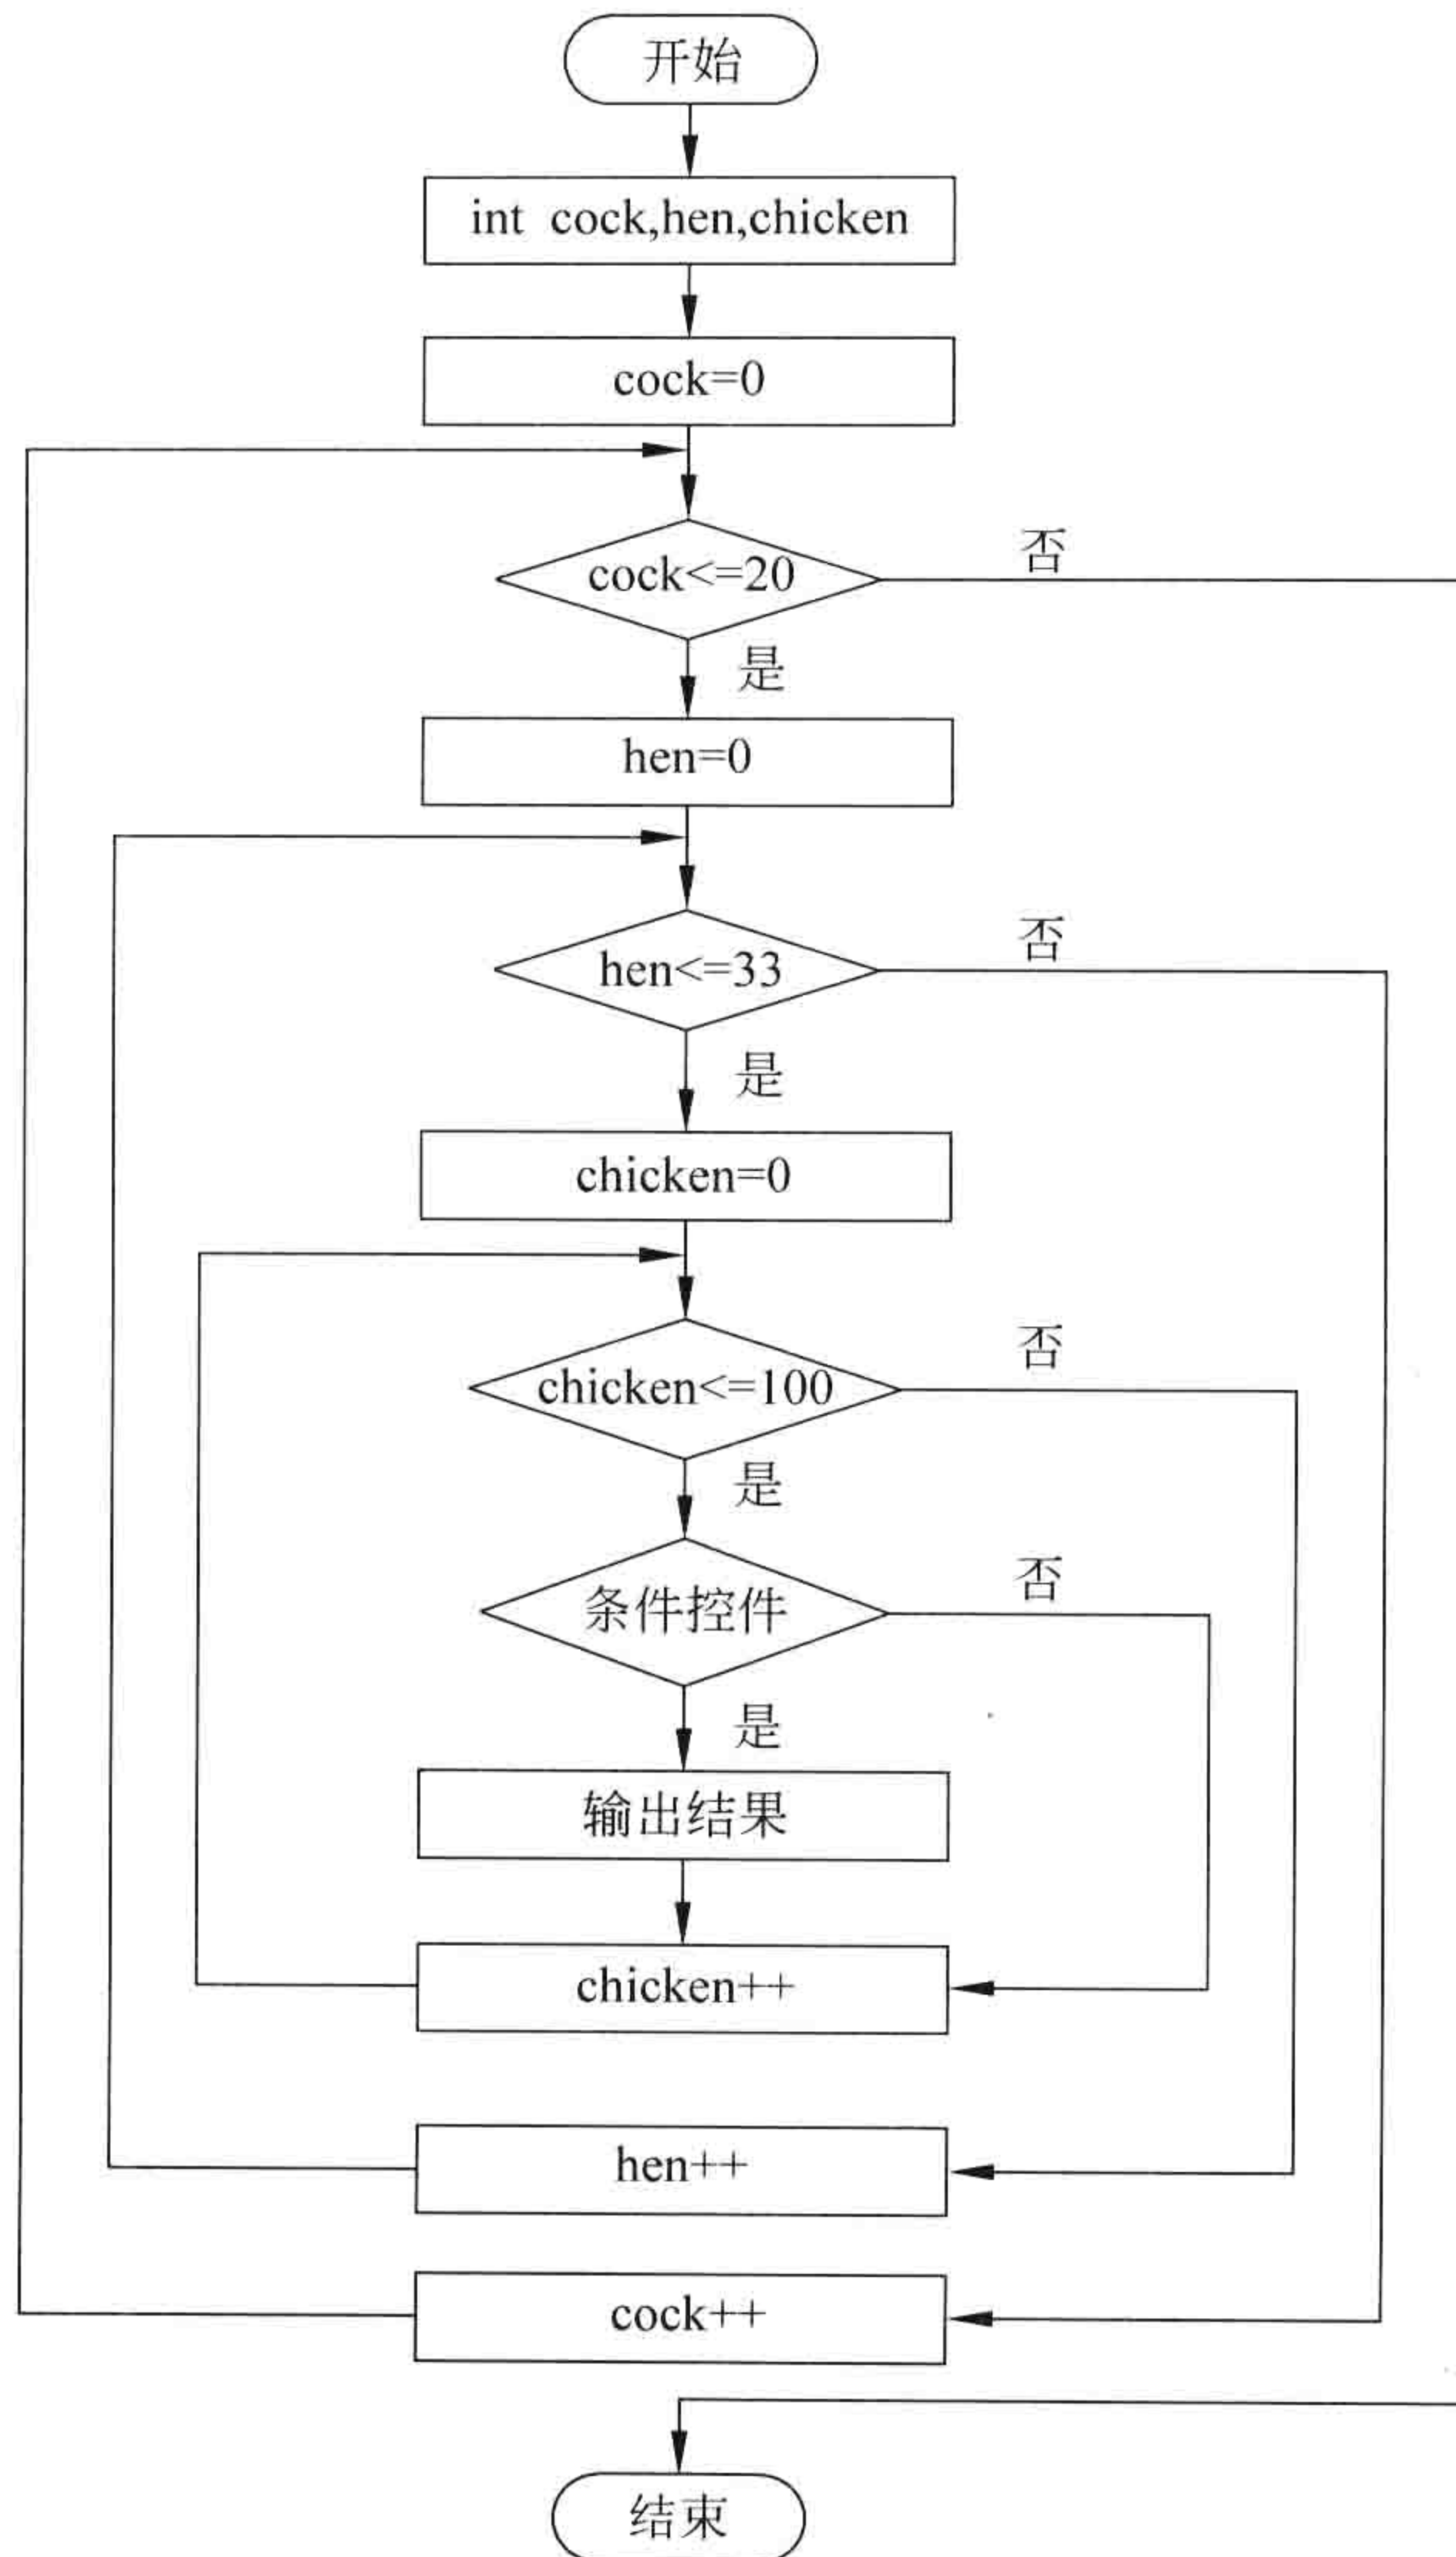 开始
int cock,hen,chicken
cock=0
cock<=20
否
是
hen=0
hen<=33
否
是
chicken=0
chicken<=100
否
是
条件控件
否
是
输出结果
chicken++
hen++
cock++
结束